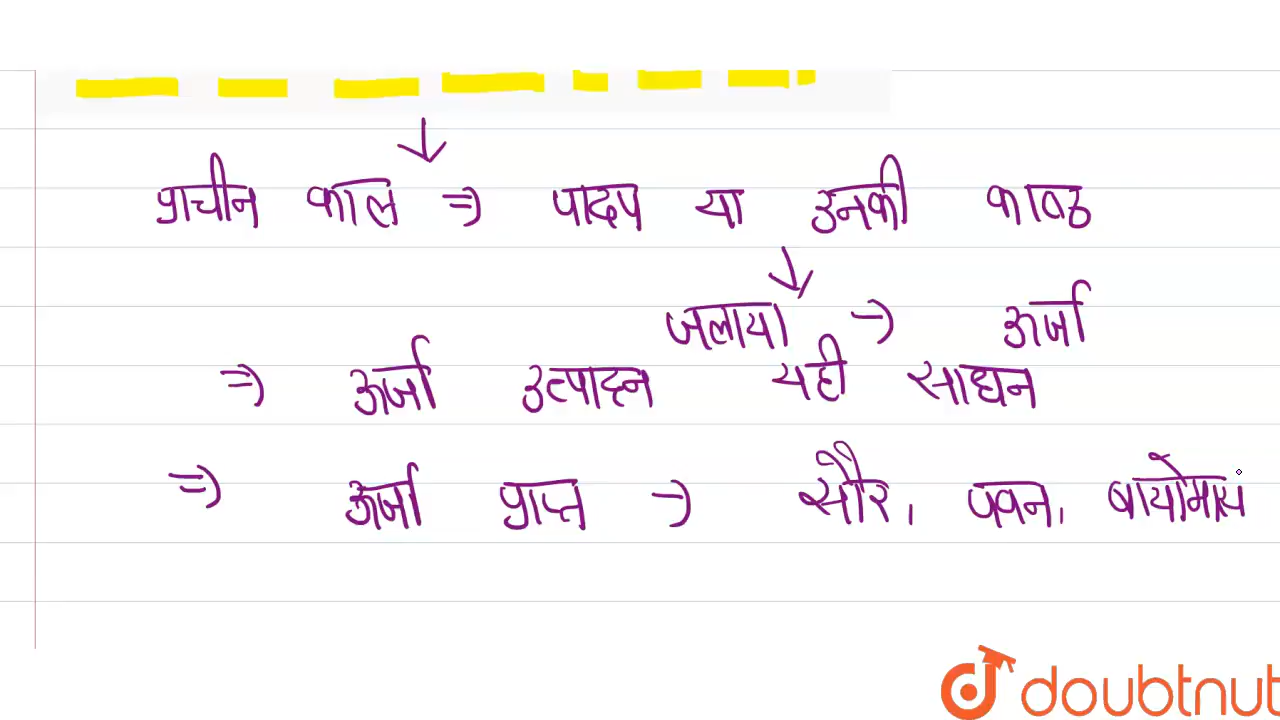 प्राचीन काल => पादप या उनकी काष्ठ
जलाया -> ऊर्जा
=> ऊर्जा उत्पादन यही साधन
=> ऊर्जा प्राप्त -> सौर, पवन, बायोमास
doubtnut